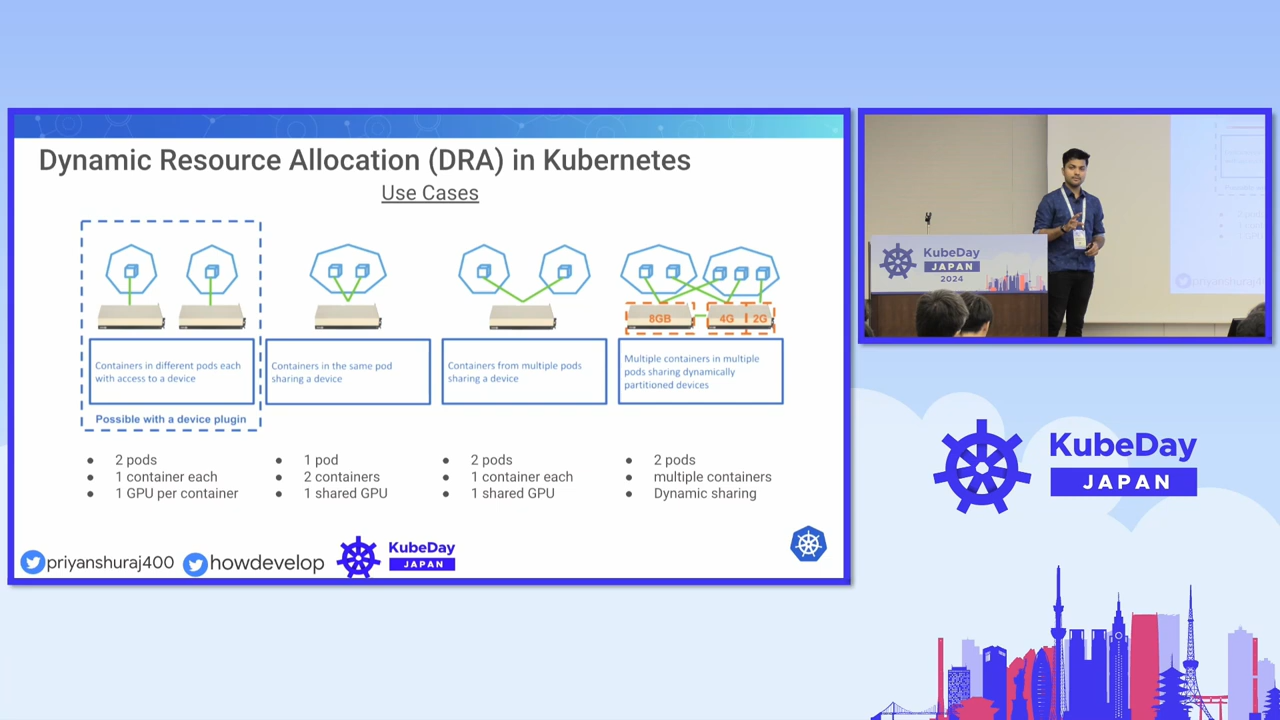 Dynamic Resource Allocation (DRA) in Kubernetes
Use Cases
8GB
4G
2G
Containers in different pods each
with access to a device
Possible with a device plugin
Containers in the same pod
sharing a device
Containers from multiple pods
sharing a device
Multiple containers in multiple
pods sharing dynamically
partitioned devices
2 pods
1 container each
1 GPU per container
1 pod
2 containers
1 shared GPU
2 pods
1 container each
1 shared GPU
2 pods
multiple containers
Dynamic sharing
priyanshuraj400
howdevelop
KubeDay
JAPAN
KubeDay
JAPAN
2024
KubeDay
JAPAN